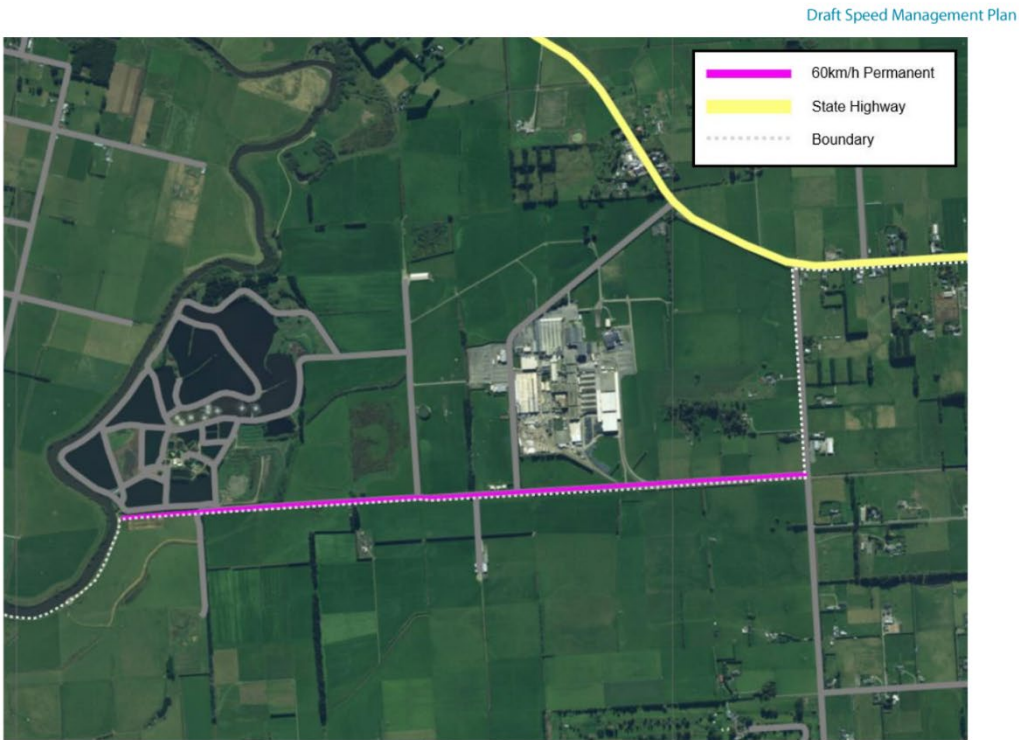 Draft Speed Management Plan
60km/h Permanent
State Highway
Boundary